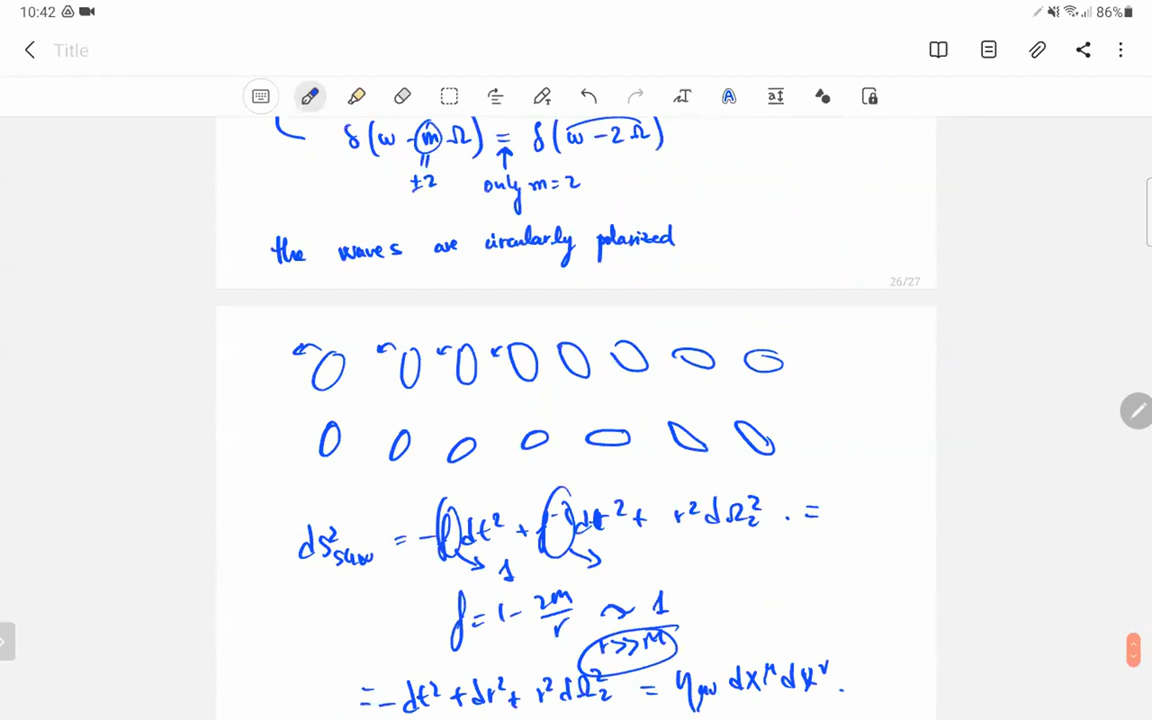 10:42 86%
Title
δ(ω - mΩ) = δ(ω - 2Ω)
= ±2 ↑ only m = 2
the waves are circularly polarized
26/27
ds²schw = -f dt² + f⁻¹ dt² + r² dΩ₂² . =
→ 1
f = 1 - 2M/r ≈ 1
r >> M
= -dt² + dr² + r² dΩ₂² = ημν dx^μ dx^ν .